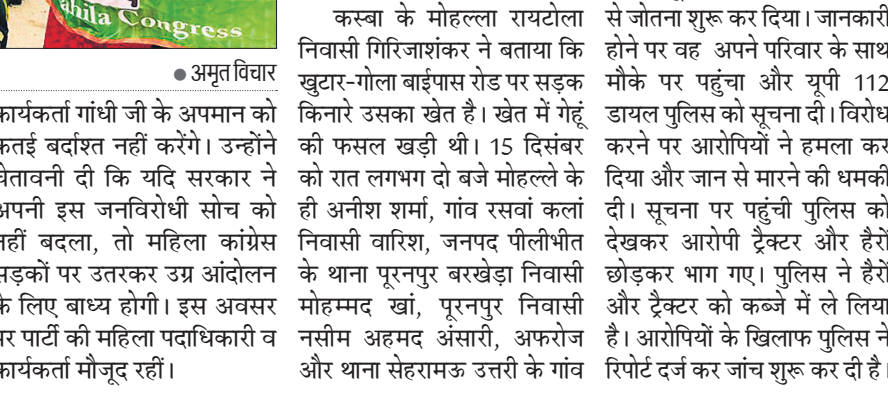 ahila Congress
● अमृत विचार
कार्यकर्ता गांधी जी के अपमान को
कतई बर्दाश्त नहीं करेंगे। उन्होंने
चेतावनी दी कि यदि सरकार ने
अपनी इस जनविरोधी सोच को
नहीं बदला, तो महिला कांग्रेस
सड़कों पर उतरकर उग्र आंदोलन
के लिए बाध्य होगी। इस अवसर
पर पार्टी की महिला पदाधिकारी व
कार्यकर्ता मौजूद रहीं।
कस्बा के मोहल्ला रायटोला
निवासी गिरिजाशंकर ने बताया कि
खुटार-गोला बाईपास रोड पर सड़क
किनारे उसका खेत है। खेत में गेहूं
की फसल खड़ी थी। 15 दिसंबर
को रात लगभग दो बजे मोहल्ले के
ही अनीश शर्मा, गांव रसवां कलां
निवासी वारिश, जनपद पीलीभीत
के थाना पूरनपुर बरखेड़ा निवासी
मोहम्मद खां, पूरनपुर निवासी
नसीम अहमद अंसारी, अफरोज
और थाना सेहरामऊ उत्तरी के गांव
से जोतना शुरू कर दिया। जानकारी
होने पर वह अपने परिवार के साथ
मौके पर पहुंचा और यूपी 112
डायल पुलिस को सूचना दी। विरोध
करने पर आरोपियों ने हमला कर
दिया और जान से मारने की धमकी
दी। सूचना पर पहुंची पुलिस को
देखकर आरोपी ट्रैक्टर और हैरो
छोड़कर भाग गए। पुलिस ने हैरो
और ट्रैक्टर को कब्जे में ले लिया
है। आरोपियों के खिलाफ पुलिस ने
रिपोर्ट दर्ज कर जांच शुरू कर दी है।